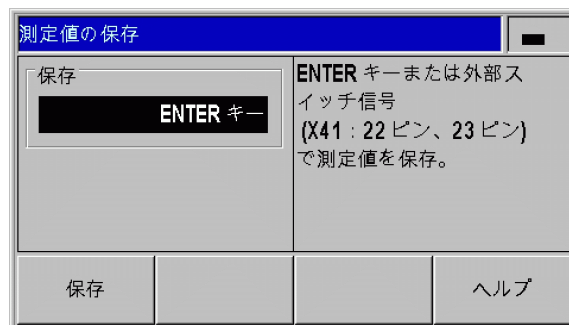 測定値の保存
保存
ENTER キー
ENTER キーまたは外部ス
イッチ信号
(X41：22 ピン、23 ピン)
で測定値を保存。
保存
ヘルプ